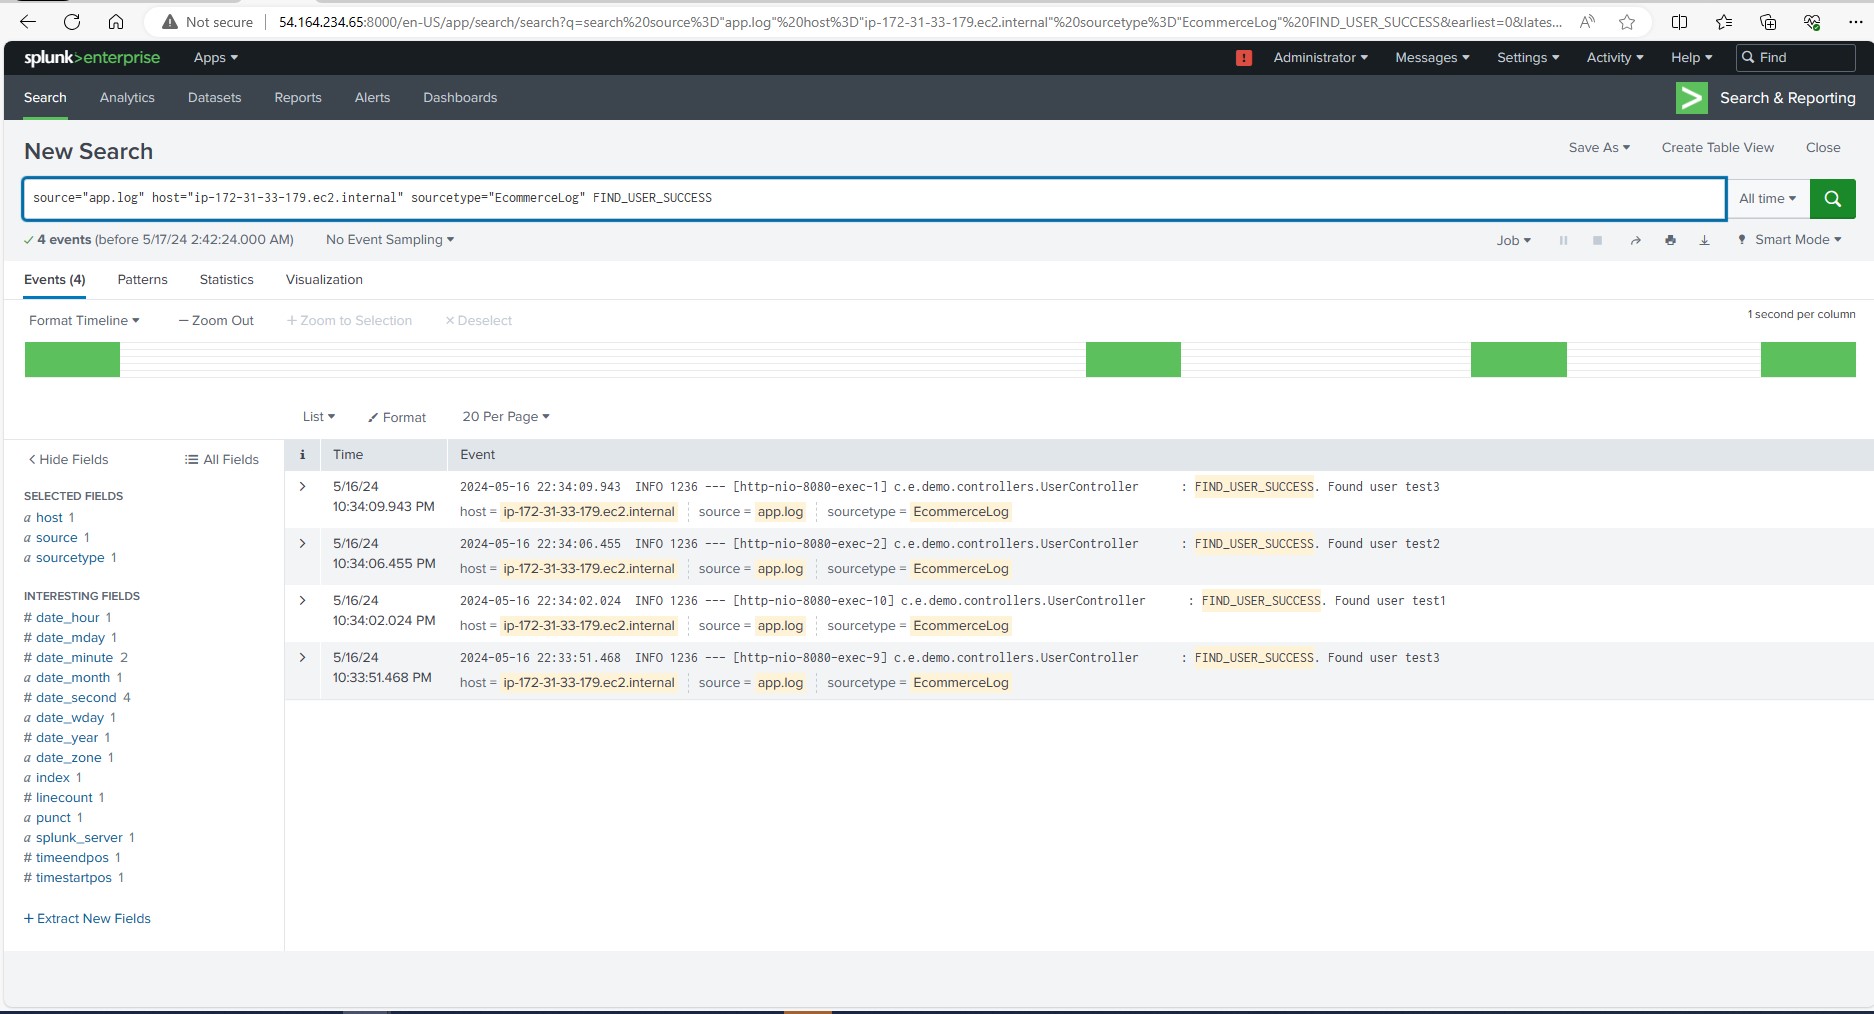 Not secure 54.164.234.65:8000/en-US/app/search/search?q=search%20source%3D"app.log"%20host%3D"ip-172-31-33-179.ec2.internal"%20sourcetype%3D"EcommerceLog"%20FIND_USER_SUCCESS&earliest=0&lates...
splunk>enterprise Apps Administrator Messages Settings Activity Help Find
Search Analytics Datasets Reports Alerts Dashboards Search & Reporting
New Search Save As Create Table View Close
source="app.log" host="ip-172-31-33-179.ec2.internal" sourcetype="EcommerceLog" FIND_USER_SUCCESS All time
4 events (before 5/17/24 2:42:24.000 AM) No Event Sampling Job Smart Mode
Events (4) Patterns Statistics Visualization
Format Timeline — Zoom Out + Zoom to Selection × Deselect 1 second per column
List Format 20 Per Page
< Hide Fields All Fields
SELECTED FIELDS
a host 1
a source 1
a sourcetype 1
INTERESTING FIELDS
# date_hour 1
# date_mday 1
# date_minute 2
a date_month 1
# date_second 4
a date_wday 1
# date_year 1
a date_zone 1
a index 1
# linecount 1
a punct 1
a splunk_server 1
# timeendpos 1
# timestartpos 1
+ Extract New Fields
i Time Event
5/16/24 2024-05-16 22:34:09.943 INFO 1236 --- [http-nio-8080-exec-1] c.e.demo.controllers.UserController : FIND_USER_SUCCESS. Found user test3
10:34:09.943 PM host = ip-172-31-33-179.ec2.internal source = app.log sourcetype = EcommerceLog
5/16/24 2024-05-16 22:34:06.455 INFO 1236 --- [http-nio-8080-exec-2] c.e.demo.controllers.UserController : FIND_USER_SUCCESS. Found user test2
10:34:06.455 PM host = ip-172-31-33-179.ec2.internal source = app.log sourcetype = EcommerceLog
5/16/24 2024-05-16 22:34:02.024 INFO 1236 --- [http-nio-8080-exec-10] c.e.demo.controllers.UserController : FIND_USER_SUCCESS. Found user test1
10:34:02.024 PM host = ip-172-31-33-179.ec2.internal source = app.log sourcetype = EcommerceLog
5/16/24 2024-05-16 22:33:51.468 INFO 1236 --- [http-nio-8080-exec-9] c.e.demo.controllers.UserController : FIND_USER_SUCCESS. Found user test3
10:33:51.468 PM host = ip-172-31-33-179.ec2.internal source = app.log sourcetype = EcommerceLog